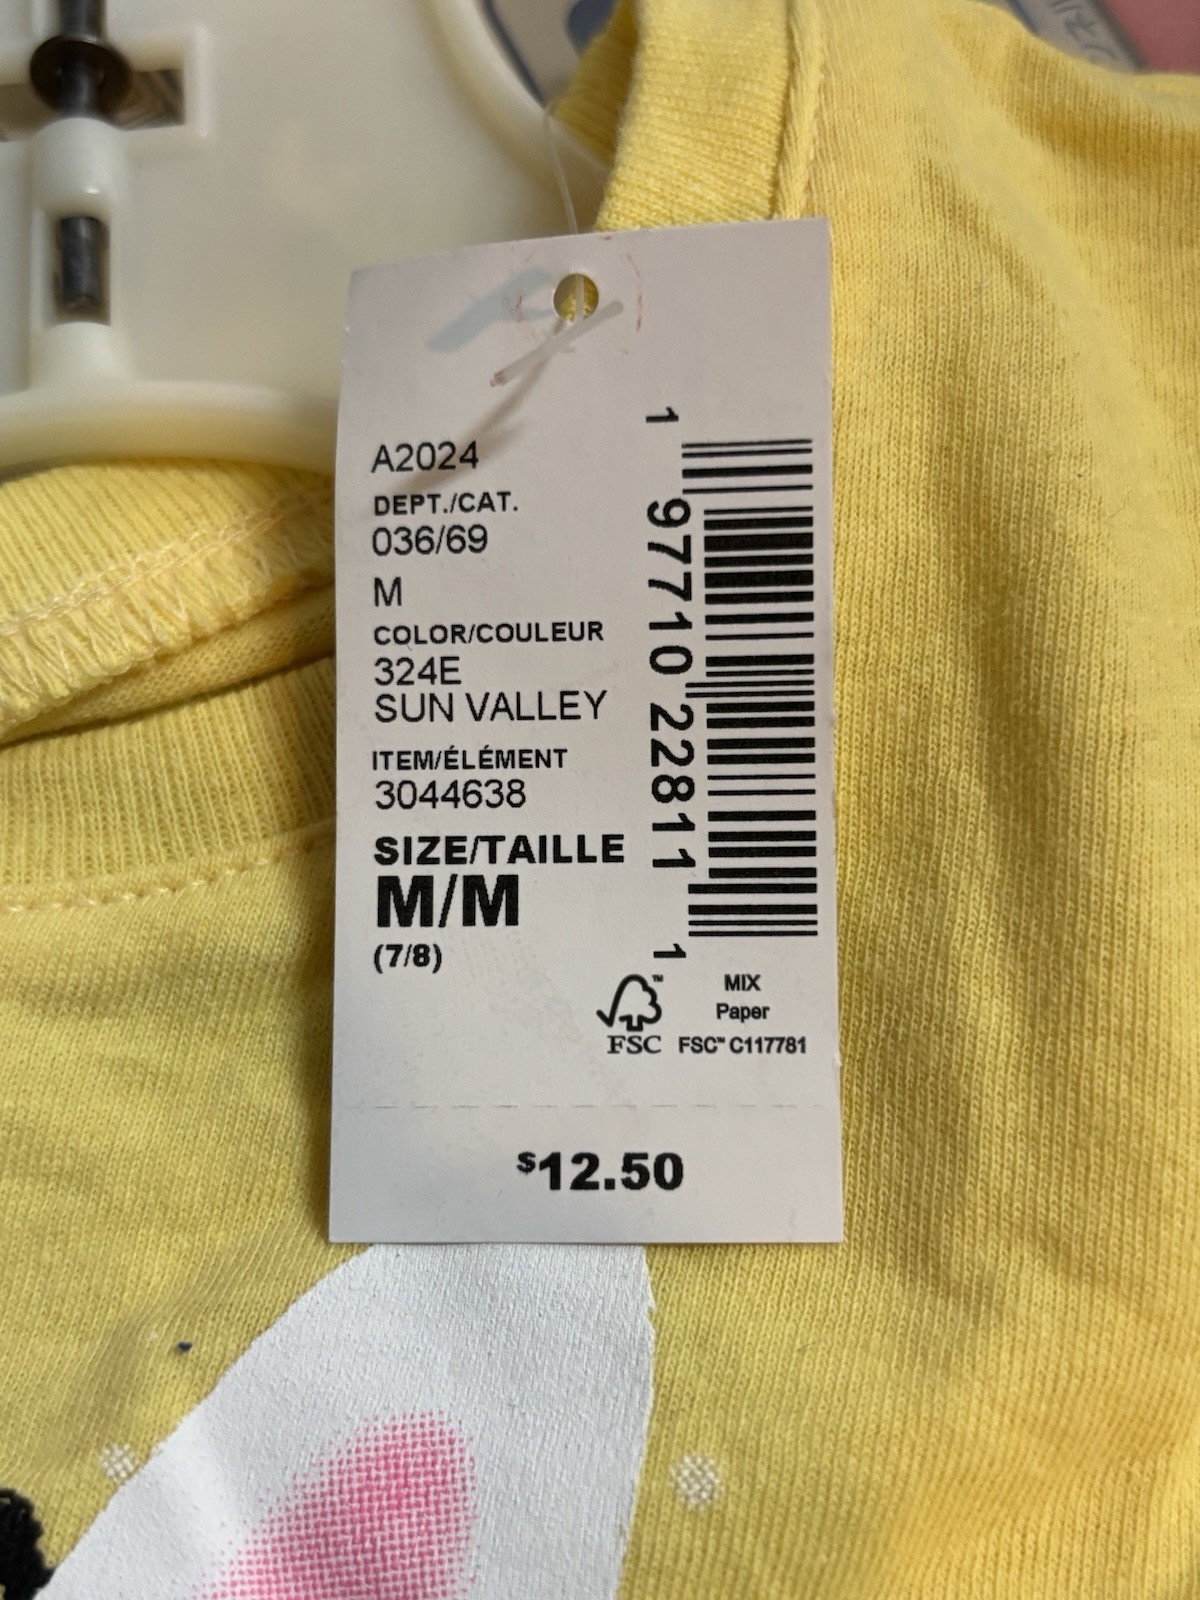 A2024
DEPT./CAT.
036/69
M
COLOR/COULEUR
324E
SUN VALLEY
ITEM/ÉLÉMENT
3044638
SIZE/TAILLE
M/M
(7/8)
1 97710 22811 1
FSC
MIX
Paper
FSC™ C117781
$12.50